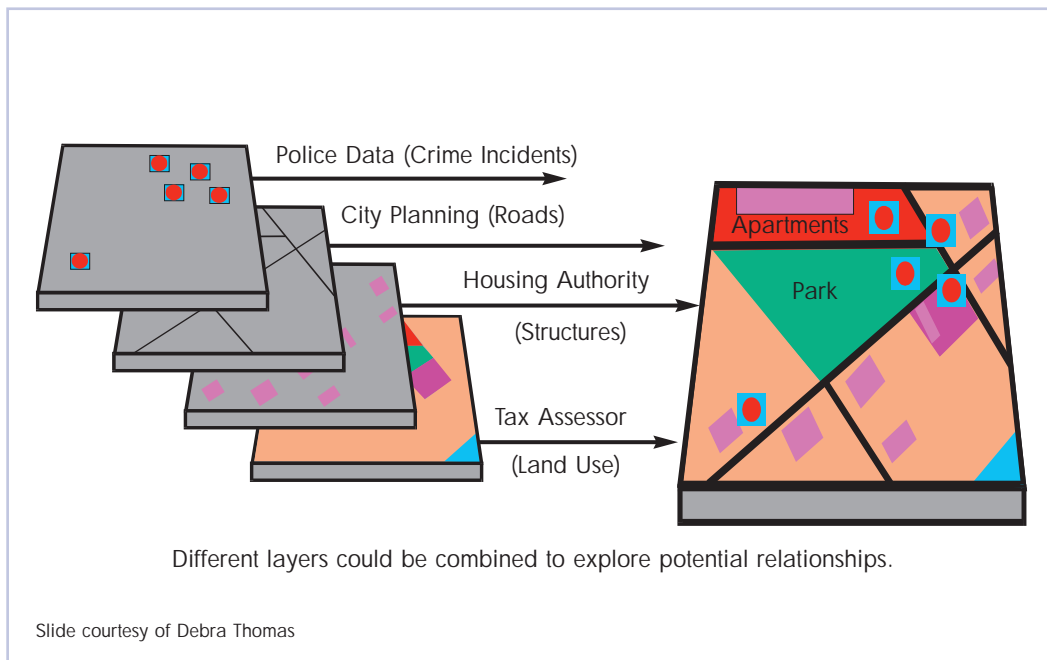 Police Data (Crime Incidents)
City Planning (Roads)
Housing Authority
(Structures)
Tax Assessor
(Land Use)
Apartments
Park
Different layers could be combined to explore potential relationships.
Slide courtesy of Debra Thomas